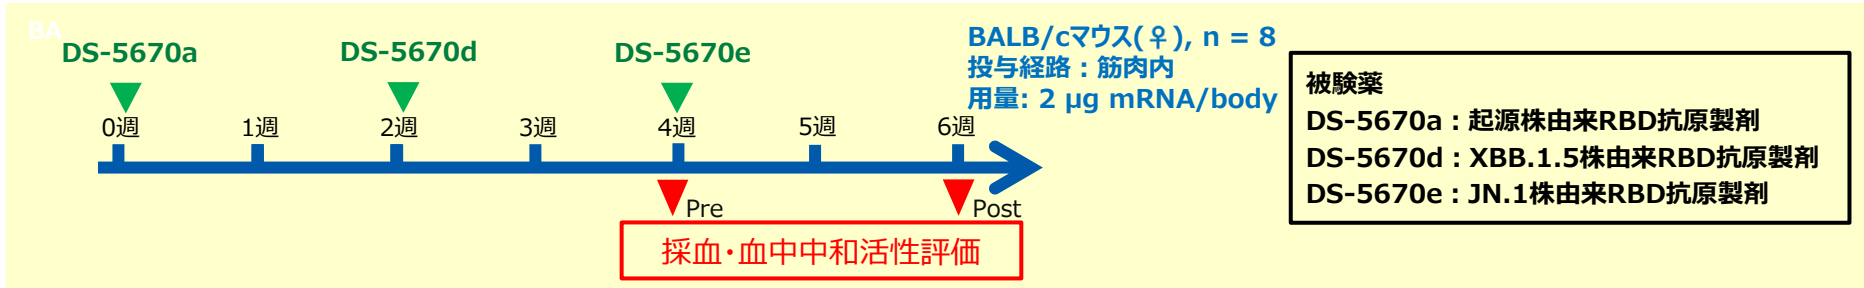 BA
DS-5670a
DS-5670d
DS-5670e
BALB/cマウス(♀), n = 8
投与経路：筋肉内
用量: 2 μg mRNA/body
0週
1週
2週
3週
4週
5週
6週
Pre
Post
採血・血中中和活性評価
被験薬
DS-5670a：起源株由来RBD抗原製剤
DS-5670d：XBB.1.5株由来RBD抗原製剤
DS-5670e：JN.1株由来RBD抗原製剤